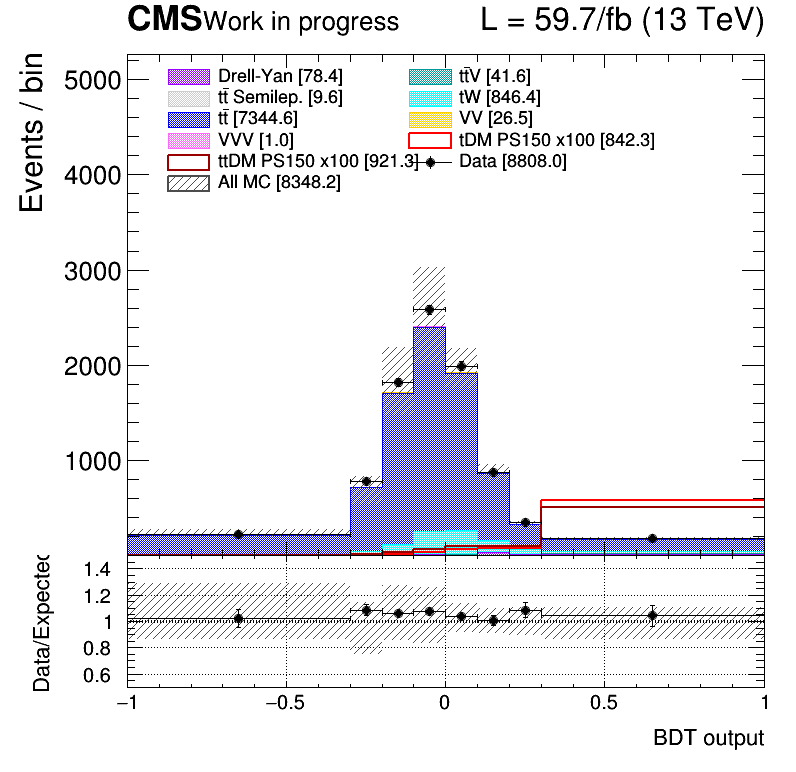 CMS Work in progress L = 59.7/fb (13 TeV)
Events / bin
5000
4000
3000
2000
1000
Drell-Yan [78.4] tt̄V [41.6]
tt̄ Semilep. [9.6] tW [846.4]
tt̄ [7344.6] VV [26.5]
VVV [1.0] tDM PS150 x100 [842.3]
ttDM PS150 x100 [921.3] Data [8808.0]
All MC [8348.2]
Data/Expected
1.4
1.2
1
0.8
0.6
−1 −0.5 0 0.5 1
BDT output